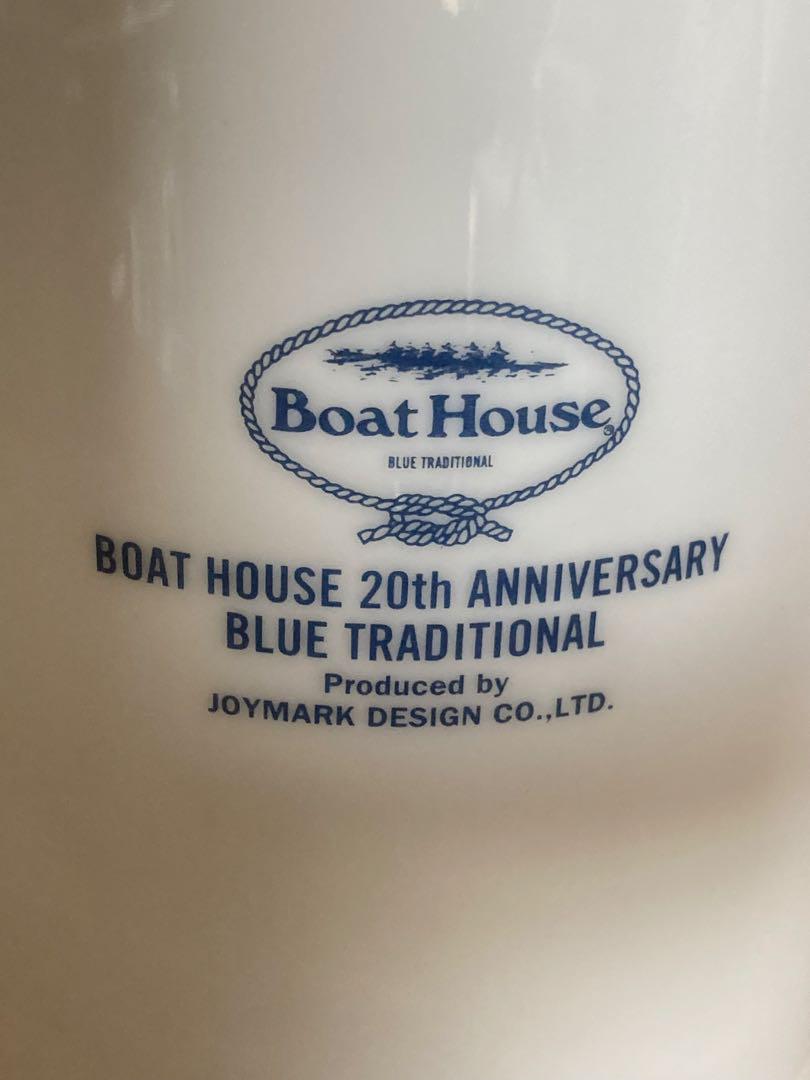 Boat House®
BLUE TRADITIONAL
BOAT HOUSE 20th ANNIVERSARY
BLUE TRADITIONAL
Produced by
JOYMARK DESIGN CO.,LTD.